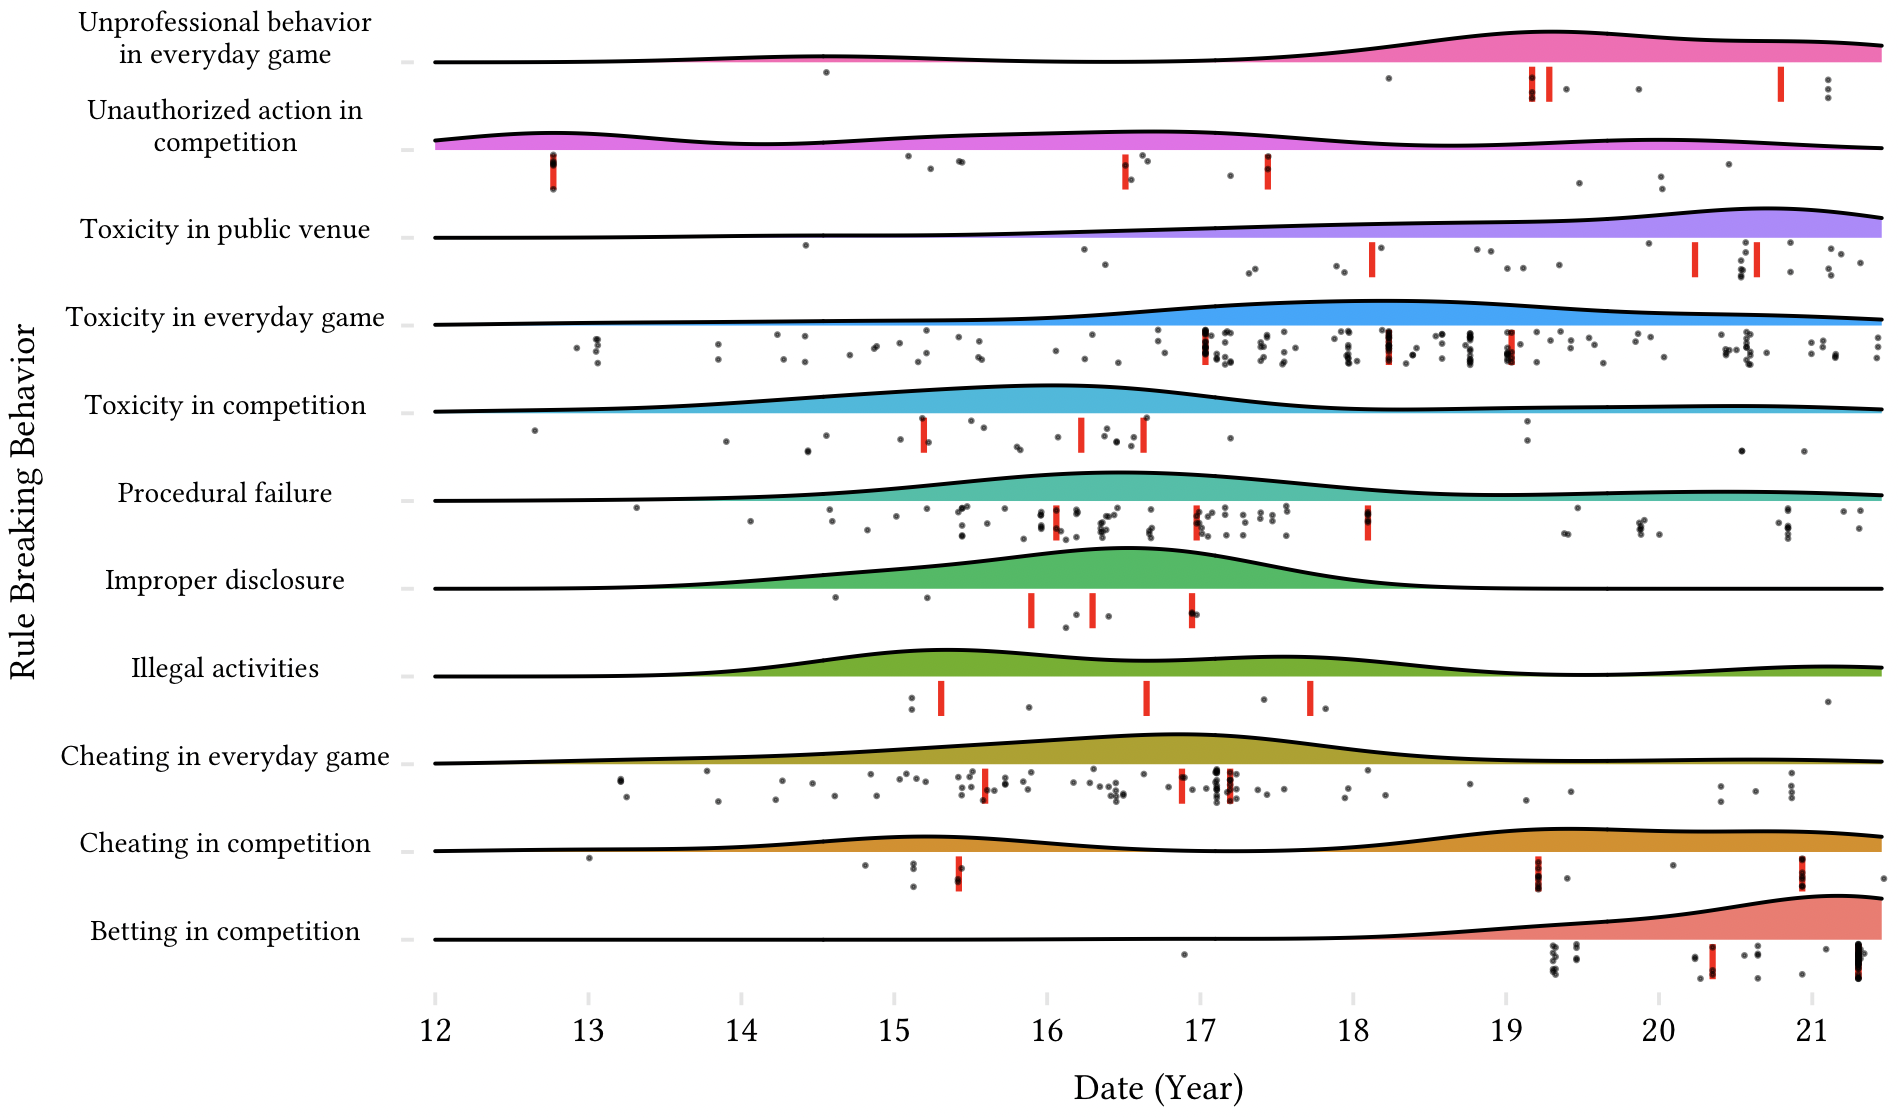 Unprofessional behavior
in everyday game
Unauthorized action in
competition
Toxicity in public venue
Toxicity in everyday game
Toxicity in competition
Procedural failure
Improper disclosure
Illegal activities
Cheating in everyday game
Cheating in competition
Betting in competition
Rule Breaking Behavior
12 13 14 15 16 17 18 19 20 21
Date (Year)